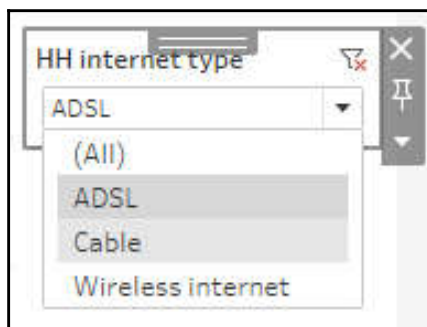 HH internet type
ADSL
(All)
ADSL
Cable
Wireless internet